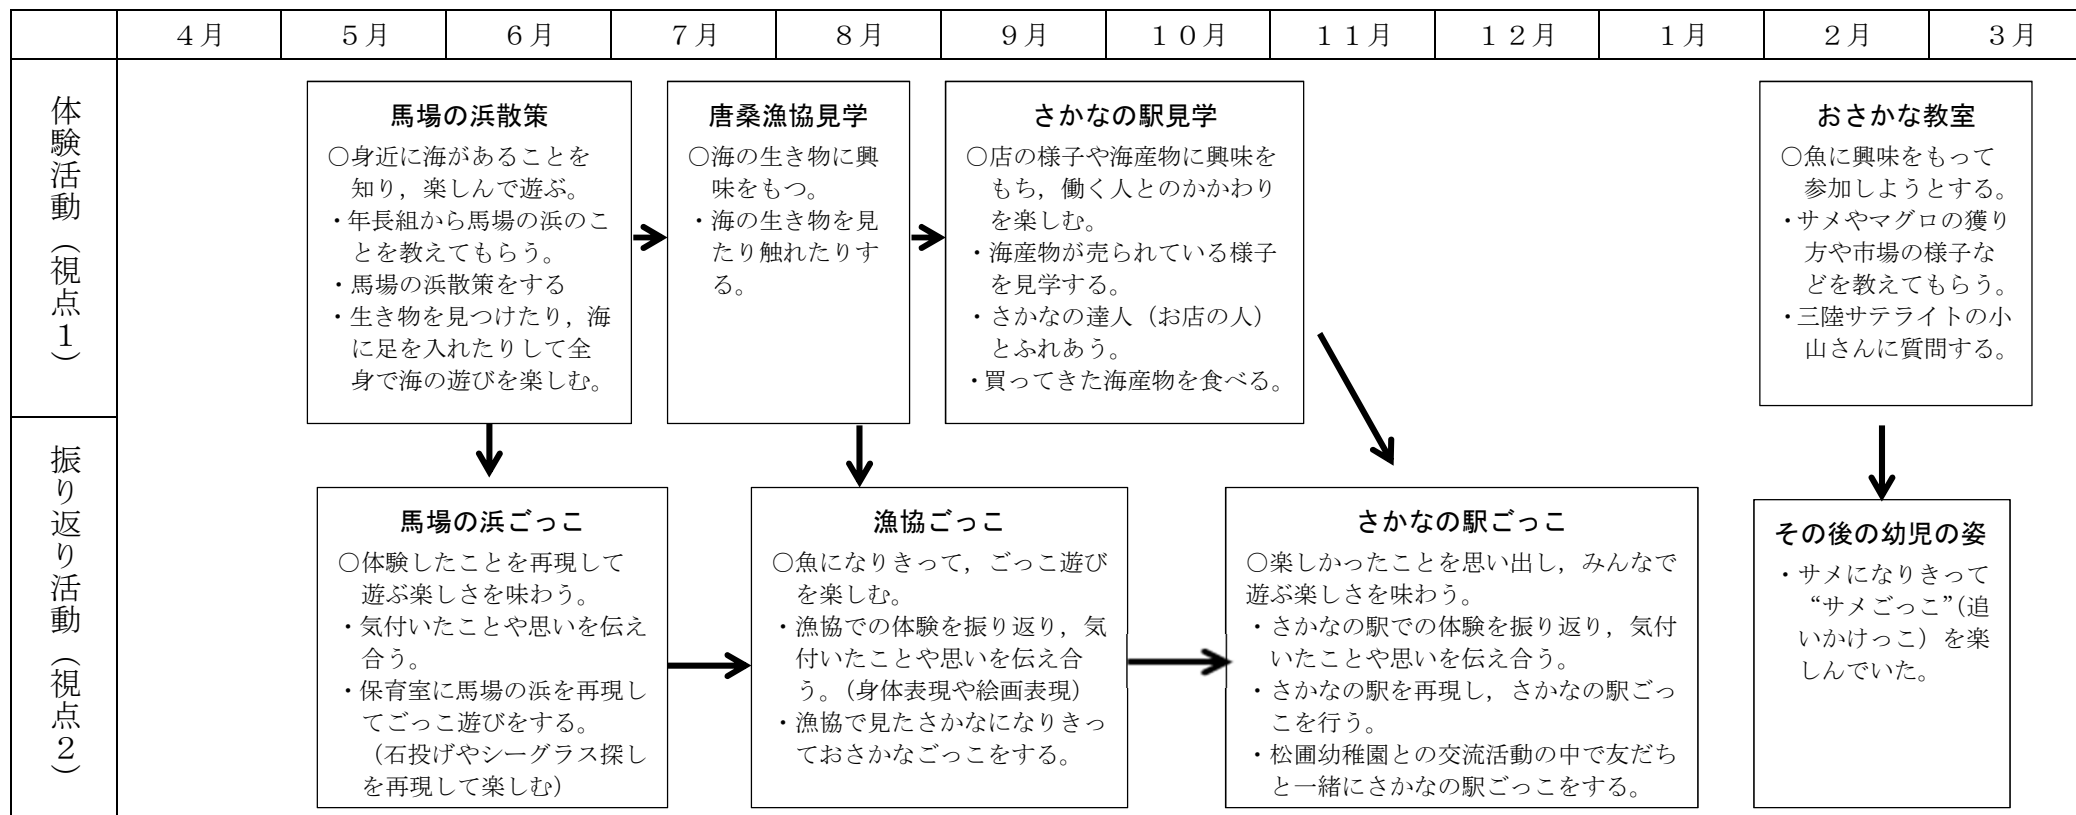 4月
5月
6月
7月
8月
9月
10月
11月
12月
1月
2月
3月
体験活動（視点1）
馬場の浜散策
○身近に海があることを
知り，楽しんで遊ぶ。
・年長組から馬場の浜のこ
とを教えてもらう。
・馬場の浜散策をする
・生き物を見つけたり，海
に足を入れたりして全
身で海の遊びを楽しむ。
唐桑漁協見学
○海の生き物に興
味をもつ。
・海の生き物を見
たり触れたりす
る。
さかなの駅見学
○店の様子や海産物に興味を
もち，働く人とのかかわり
を楽しむ。
・海産物が売られている様子
を見学する。
・さかなの達人（お店の人）
とふれあう。
・買ってきた海産物を食べる。
おさかな教室
○魚に興味をもって
参加しようとする。
・サメやマグロの獲り
方や市場の様子な
どを教えてもらう。
・三陸サテライトの小
山さんに質問する。
振り返り活動（視点2）
馬場の浜ごっこ
○体験したことを再現して
遊ぶ楽しさを味わう。
・気付いたことや思いを伝え
合う。
・保育室に馬場の浜を再現し
てごっこ遊びをする。
（石投げやシーグラス探し
を再現して楽しむ）
漁協ごっこ
○魚になりきって，ごっこ遊び
を楽しむ。
・漁協での体験を振り返り，気
付いたことや思いを伝え合
う。（身体表現や絵画表現）
・漁協で見たさかなになりきっ
ておさかなごっこをする。
さかなの駅ごっこ
○楽しかったことを思い出し，みんなで
遊ぶ楽しさを味わう。
・さかなの駅での体験を振り返り，気付
いたことや思いを伝え合う。
・さかなの駅を再現し，さかなの駅ごっ
こを行う。
・松圃幼稚園との交流活動の中で友だち
と一緒にさかなの駅ごっこをする。
その後の幼児の姿
・サメになりきって
“サメごっこ”（追
いかけっこ）を楽
しんでいた。